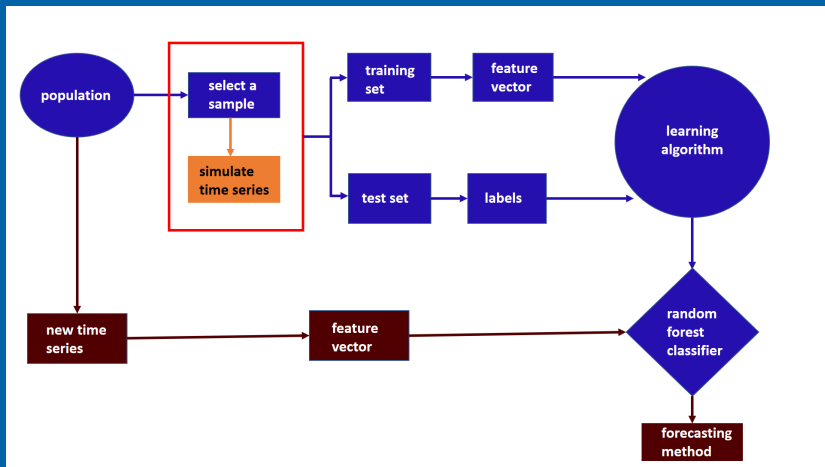 population
select a
sample
simulate
time series
training
set
feature
vector
test set
labels
learning
algorithm
new time
series
feature
vector
random
forest
classifier
forecasting
method